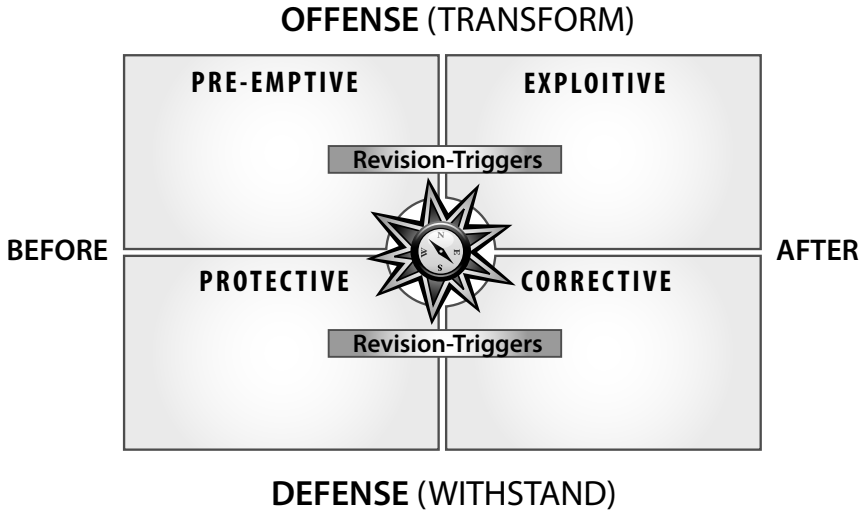 OFFENSE (TRANSFORM)
PRE-EMPTIVE
EXPLOITIVE
Revision-Triggers
N
W
E
S
BEFORE
AFTER
PROTECTIVE
CORRECTIVE
Revision-Triggers
DEFENSE (WITHSTAND)